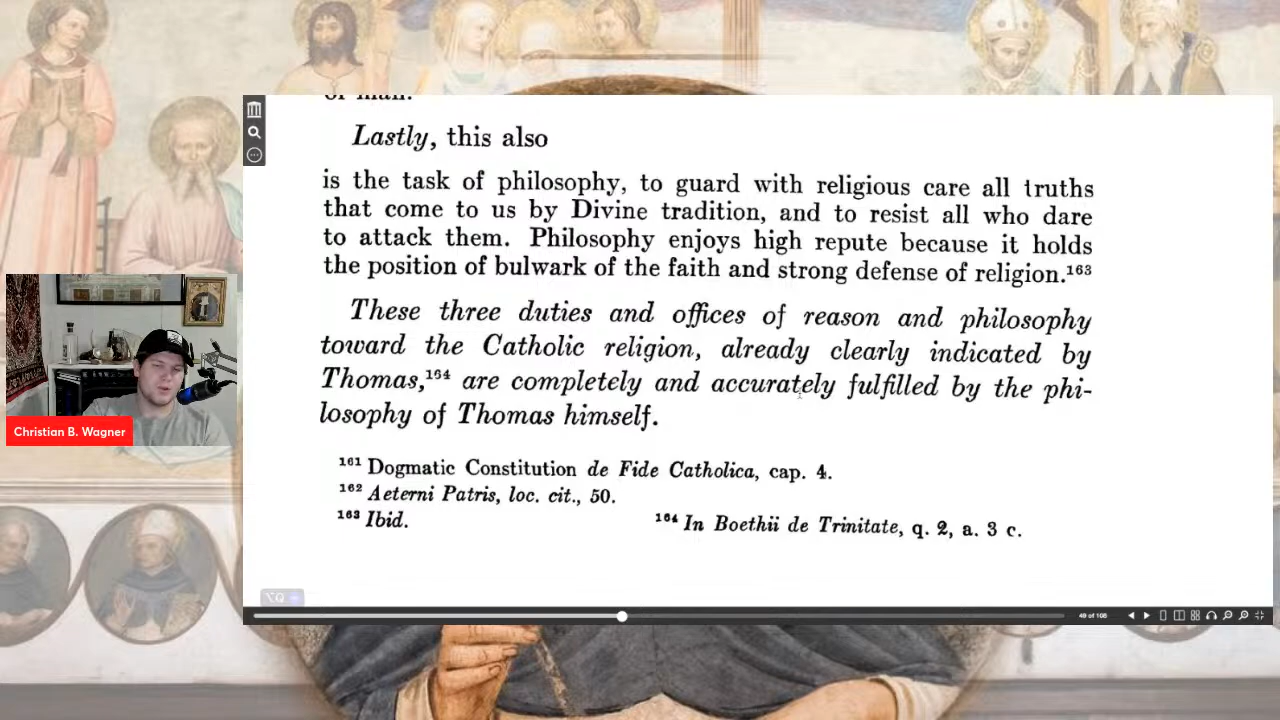 or man.
Lastly, this also
is the task of philosophy, to guard with religious care all truths
that come to us by Divine tradition, and to resist all who dare
to attack them. Philosophy enjoys high repute because it holds
the position of bulwark of the faith and strong defense of religion.¹⁶³
These three duties and offices of reason and philosophy
toward the Catholic religion, already clearly indicated by
Thomas,¹⁶⁴ are completely and accurately fulfilled by the phi-
losophy of Thomas himself.
¹⁶¹ Dogmatic Constitution de Fide Catholica, cap. 4.
¹⁶² Aeterni Patris, loc. cit., 50.
¹⁶³ Ibid.
¹⁶⁴ In Boethii de Trinitate, q. 2, a. 3 c.
Christian B. Wagner
49 of 108